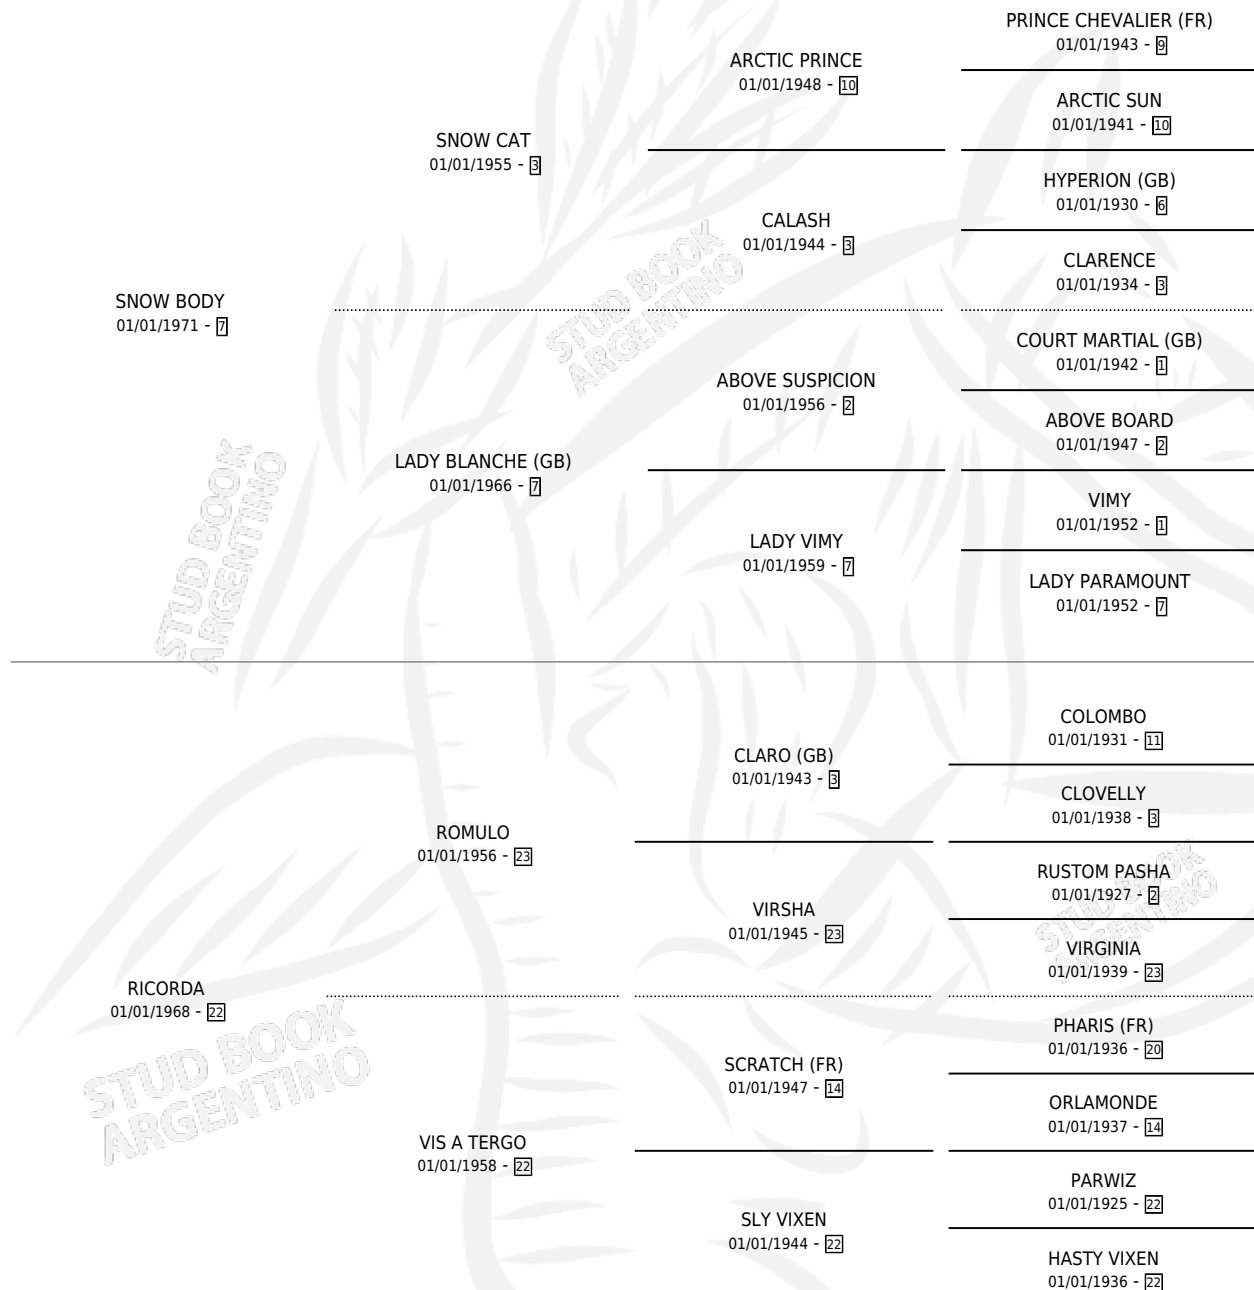 PRINCE CHEVALIER (FR)
01/01/1943 - 9
ARCTIC PRINCE
01/01/1948 - 10
ARCTIC SUN
01/01/1941 - 10
SNOW CAT
01/01/1955 - 3
HYPERION (GB)
01/01/1930 - 6
CALASH
01/01/1944 - 3
CLARENCE
01/01/1934 - 3
SNOW BODY
01/01/1971 - 7
STUD BOOK
ARGENTINO
COURT MARTIAL (GB)
01/01/1942 - 1
ABOVE SUSPICION
01/01/1956 - 2
ABOVE BOARD
01/01/1947 - 2
LADY BLANCHE (GB)
01/01/1966 - 7
VIMY
01/01/1952 - 1
LADY VIMY
01/01/1959 - 7
LADY PARAMOUNT
01/01/1952 - 7
STUD BOOK
ARGENTINO
COLOMBO
01/01/1931 - 11
CLARO (GB)
01/01/1943 - 3
CLOVELLY
01/01/1938 - 3
ROMULO
01/01/1956 - 23
RUSTOM PASHA
01/01/1927 - 2
VIRSHA
01/01/1945 - 23
VIRGINIA
01/01/1939 - 23
STUD BOOK
ARGENTINO
RICORDA
01/01/1968 - 22
PHARIS (FR)
01/01/1936 - 20
SCRATCH (FR)
01/01/1947 - 14
ORLAMONDE
01/01/1937 - 14
STUD BOOK
ARGENTINO
VIS A TERGO
01/01/1958 - 22
PARWIZ
01/01/1925 - 22
SLY VIXEN
01/01/1944 - 22
HASTY VIXEN
01/01/1936 - 22